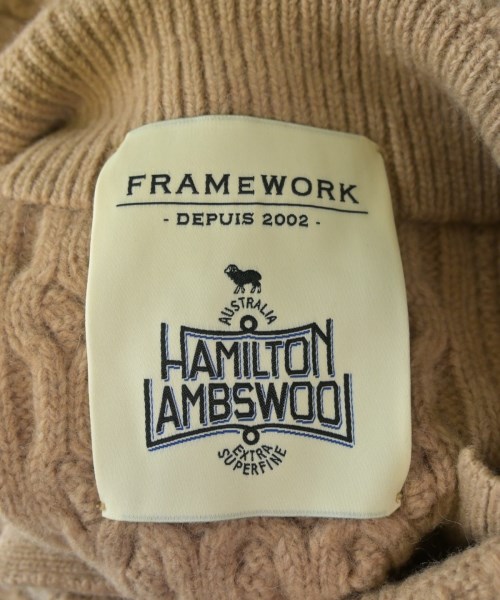 FRAMeWORK
- DEPUIS 2002 -
AUSTRALIA
HAMILTON
LAMBSWOOL
EXTRA
SUPERFINE